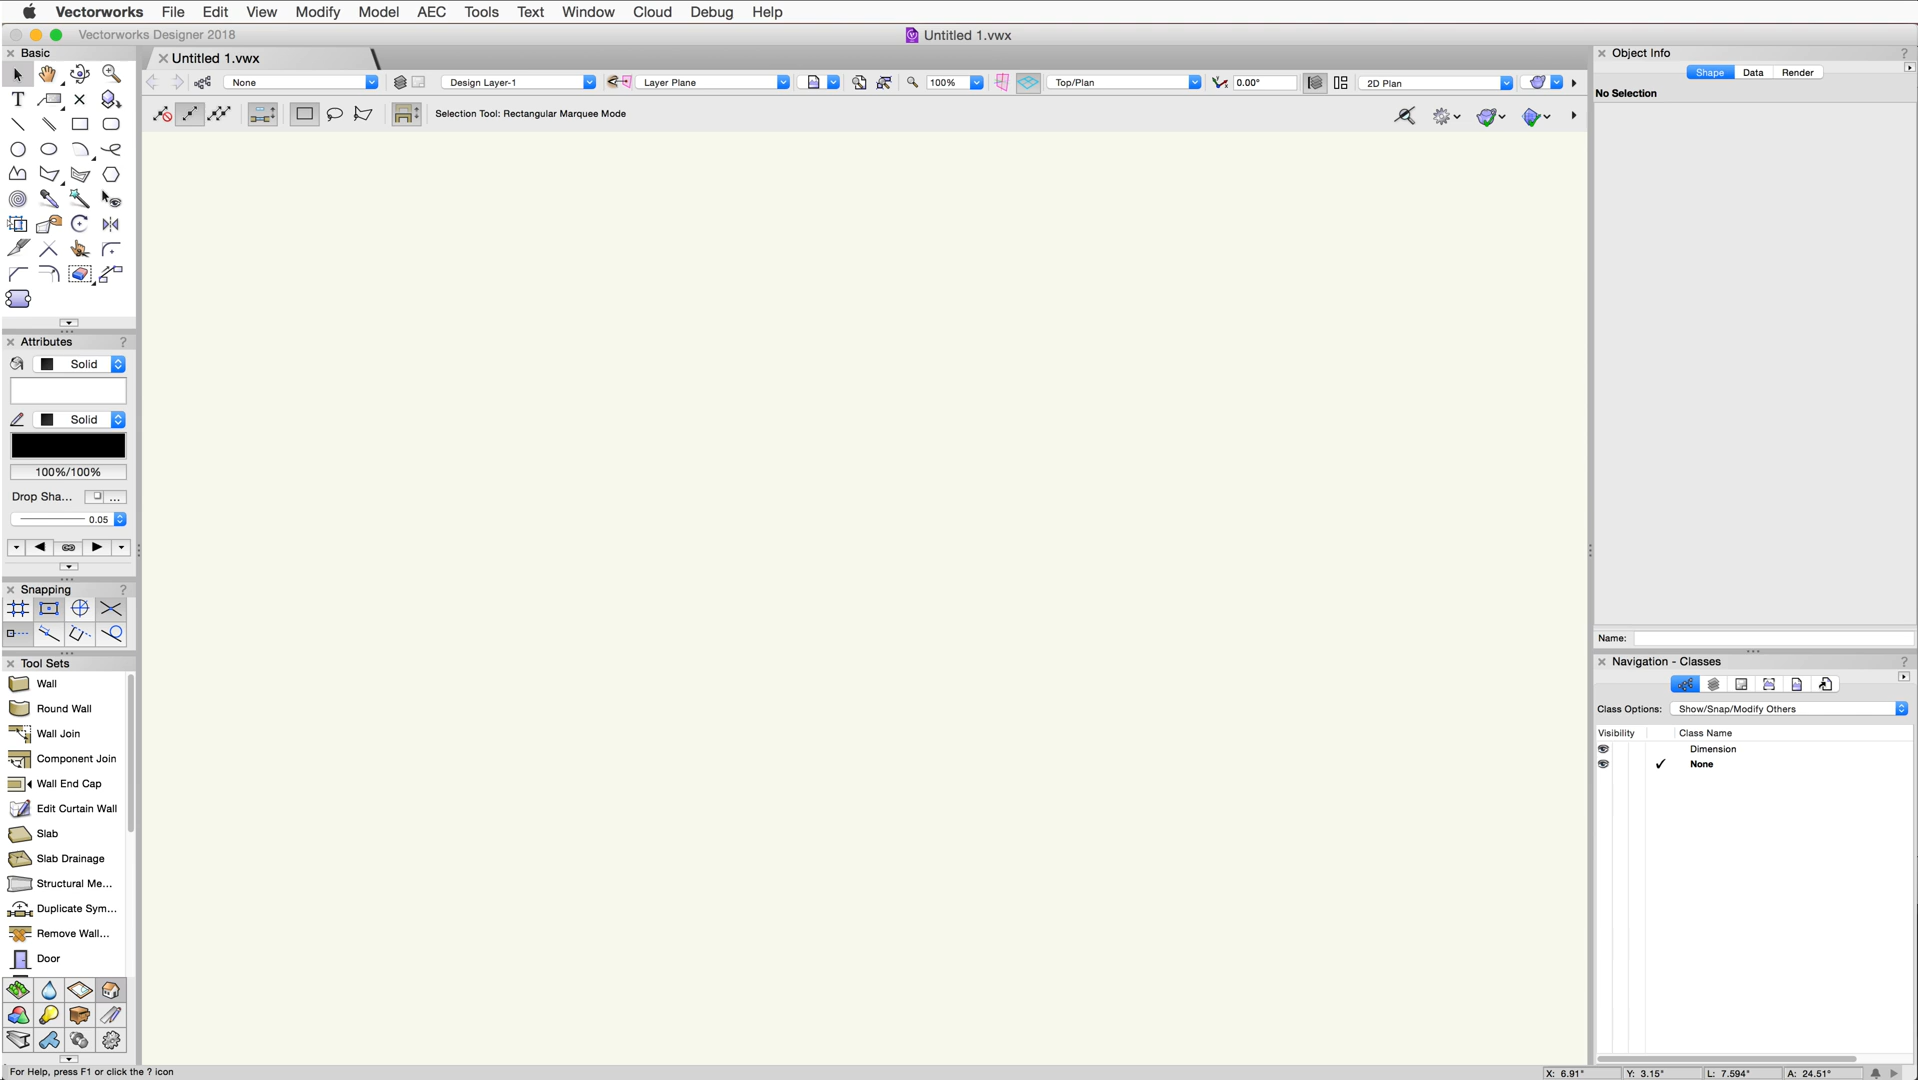 Vectorworks File Edit View Modify Model AEC Tools Text Window Cloud Debug Help
Vectorworks Designer 2018
Untitled 1.vwx
Basic
Untitled 1.vwx
None
Design Layer-1
Layer Plane
100%
Top/Plan
0.00°
2D Plan
Selection Tool: Rectangular Marquee Mode
T
Attributes ?
Solid
Solid
100%/100%
Drop Sha... ...
0.05
Snapping ?
Tool Sets
Wall
Round Wall
Wall Join
Component Join
Wall End Cap
Edit Curtain Wall
Slab
Slab Drainage
Structural Me...
Duplicate Sym...
Remove Wall...
Door
Object Info ?
Shape Data Render
No Selection
Name:
Navigation - Classes ?
Class Options: Show/Snap/Modify Others
Visibility Class Name
Dimension
✓ None
For Help, press F1 or click the ? icon
X: 6.91" Y: 3.15" L: 7.594" A: 24.51°